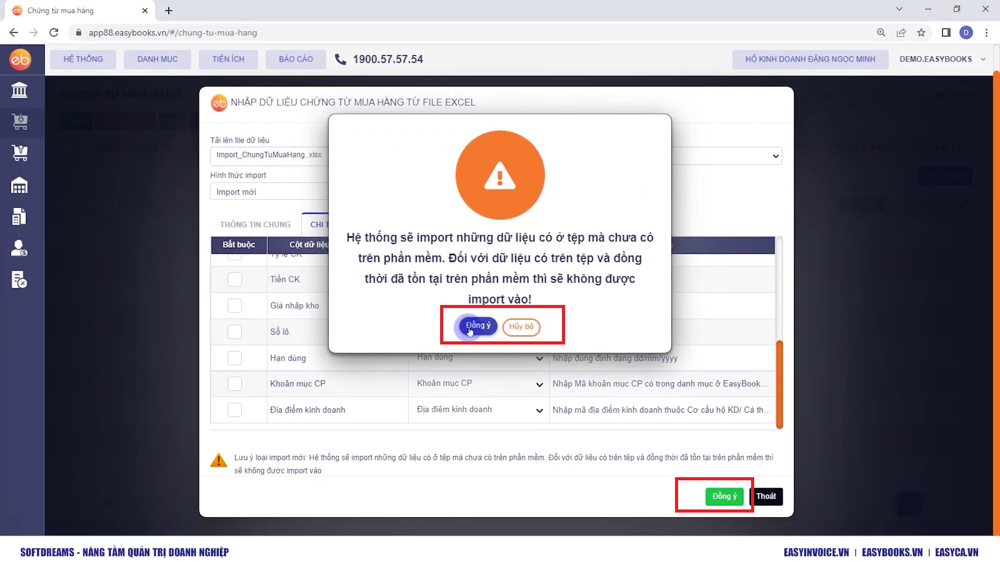 Chứng từ mua hàng
app88.easybooks.vn/#/chung-tu-mua-hang
D
eb
HỆ THỐNG
DANH MỤC
TIỆN ÍCH
BÁO CÁO
1900.57.57.54
HỘ KINH DOANH ĐẶNG NGỌC MINH
DEMO.EASYBOOKS
CHỨNG TỪ MUA HÀNG
eb NHẬP DỮ LIỆU CHỨNG TỪ MUA HÀNG TỪ FILE EXCEL
Tải lên file dữ liệu
Import_ChungTuMuaHang..xlsx
Hình thức import
Import mới
THÔNG TIN CHUNG
CHI T
Bắt buộc
Cột dữ liệu
Tỷ lệ CK
Tiền CK
Giá nhập kho
Số lô
Hạn dùng
Hạn dùng
Nhập đúng định dạng dd/mm/yyyy
Khoản mục CP
Khoản mục CP
Nhập Mã khoản mục CP có trong danh mục ở EasyBook...
Địa điểm kinh doanh
Địa điểm kinh doanh
Nhập mã địa điểm kinh doanh thuộc Cơ cấu hộ KD/ Cá th...
Hệ thống sẽ import những dữ liệu có ở tệp mà chưa có
trên phần mềm. Đối với dữ liệu có trên tệp và đồng
thời đã tồn tại trên phần mềm thì sẽ không được
import vào!
Đồng ý
Hủy bỏ
Lưu ý loại import mới: Hệ thống sẽ import những dữ liệu có ở tệp mà chưa có trên phần mềm. Đối với dữ liệu có trên tệp và đồng thời đã tồn tại trên phần mềm thì
sẽ không được import vào
Đồng ý
Thoát
SOFTDREAMS - NÂNG TẦM QUẢN TRỊ DOANH NGHIỆP
EASYINVOICE.VN | EASYBOOKS.VN | EASYCA.VN